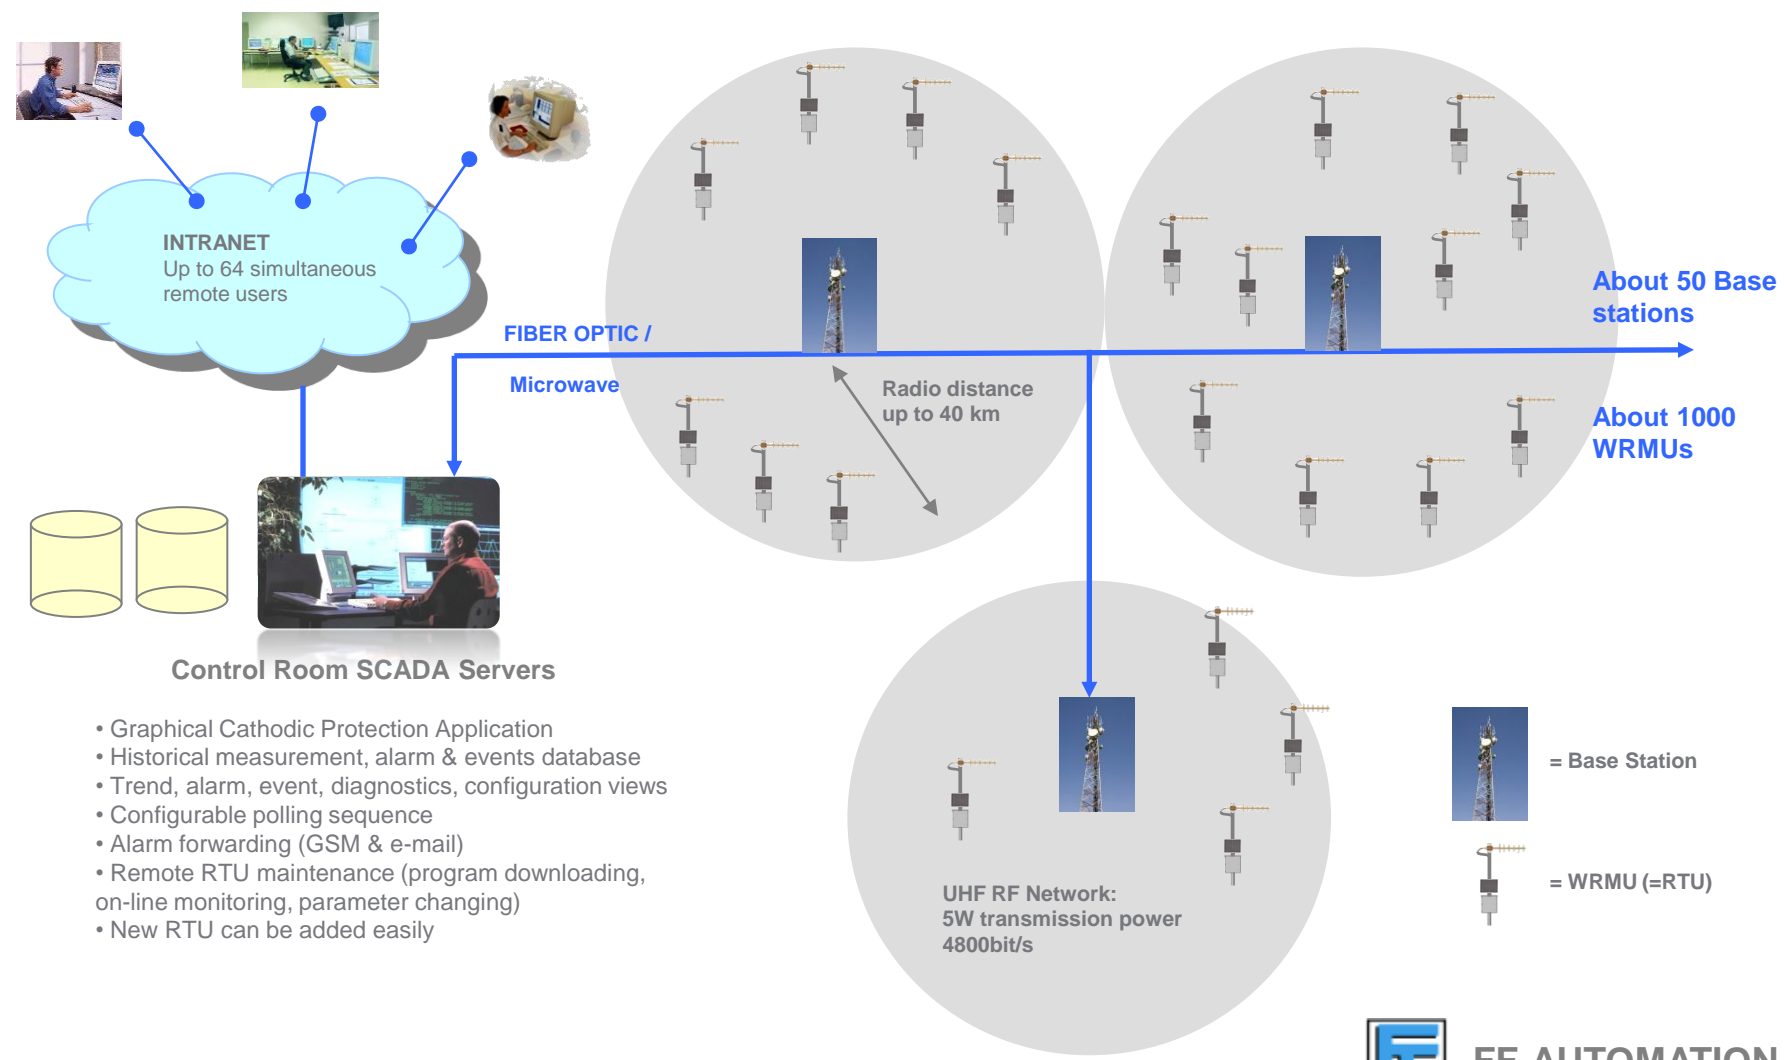 INTRANET
Up to 64 simultaneous
remote users
FIBER OPTIC /
Microwave
Radio distance
up to 40 km
About 50 Base
stations
About 1000
WRMUs
Control Room SCADA Servers
• Graphical Cathodic Protection Application
• Historical measurement, alarm & events database
• Trend, alarm, event, diagnostics, configuration views
• Configurable polling sequence
• Alarm forwarding (GSM & e-mail)
• Remote RTU maintenance (program downloading,
on-line monitoring, parameter changing)
• New RTU can be added easily
UHF RF Network:
5W transmission power
4800bit/s
= Base Station
= WRMU (=RTU)
AUTOMATION